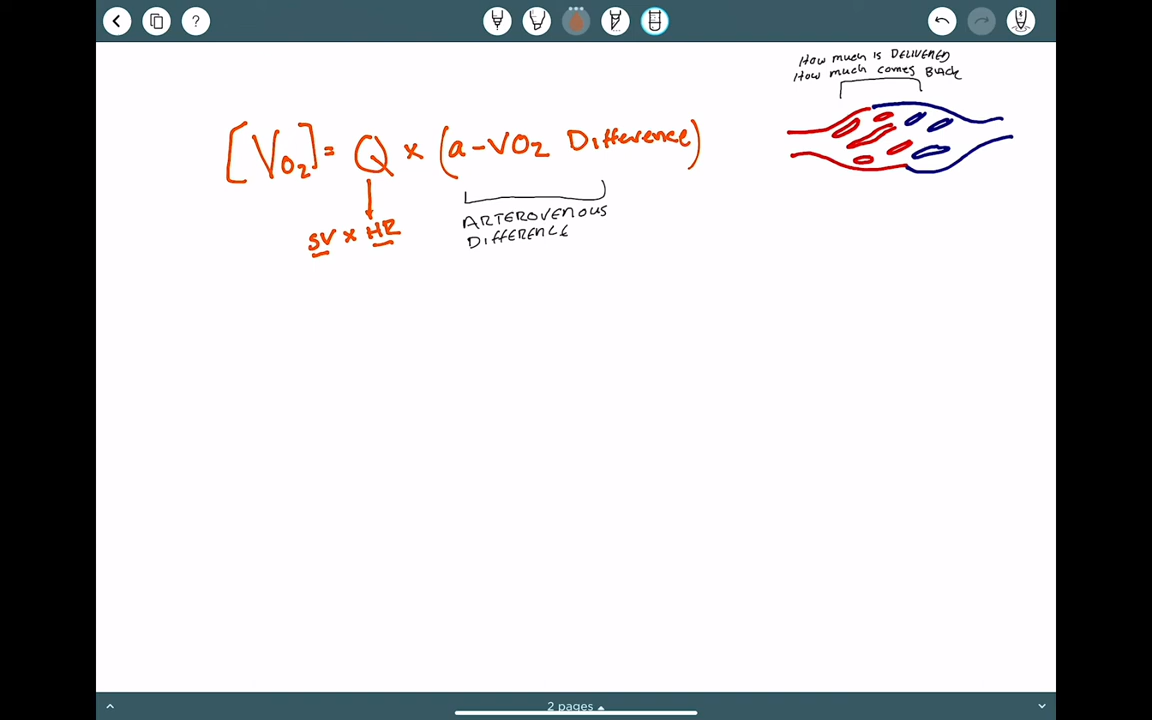 ?
How much is DELIVERED
How much comes Back
[VO₂] = Q × (a-VO₂ Difference)
SV × HR
ARTEROVENOUS
DIFFERENCE
2 pages